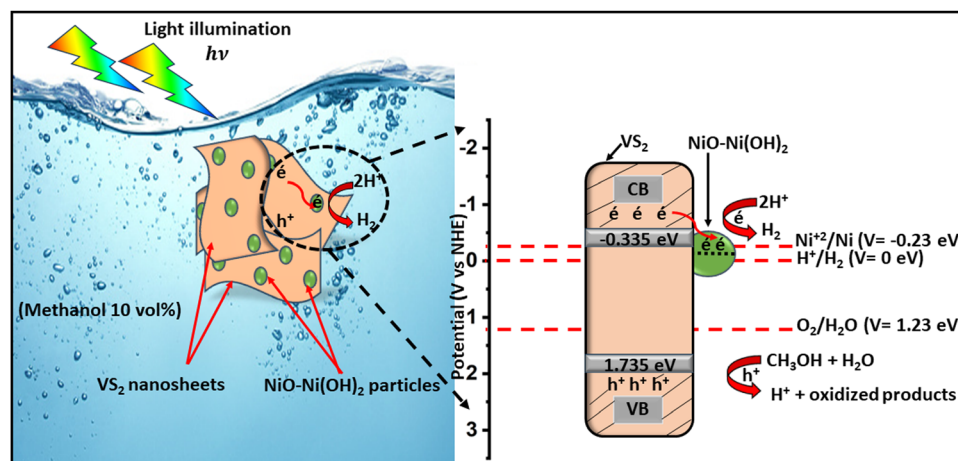 Light illumination
hν
é
é
2H⁺
H₂
h⁺
(Methanol 10 vol%)
VS₂ nanosheets
NiO-Ni(OH)₂ particles
Potential (V vs NHE)
-2
-1
0
1
2
3
VS₂
NiO-Ni(OH)₂
CB
é é é
-0.335 eV
é é
2H⁺
é
H₂
Ni⁺²/Ni (V= -0.23 eV
H⁺/H₂ (V= 0 eV)
O₂/H₂O (V= 1.23 eV)
1.735 eV
h⁺ h⁺ h⁺
VB
CH₃OH + H₂O
h⁺
H⁺ + oxidized products